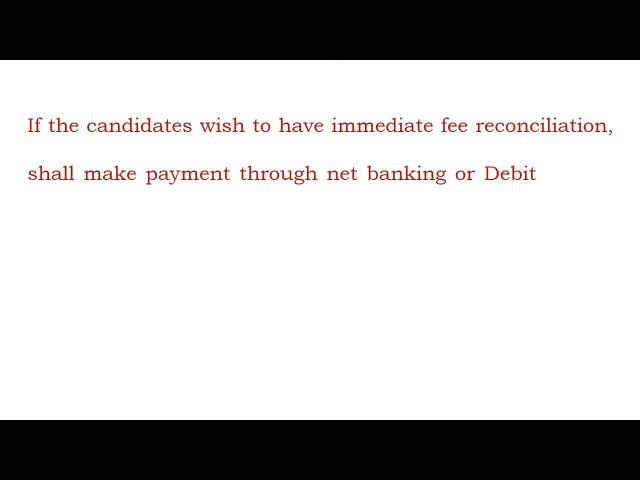 If the candidates wish to have immediate fee reconciliation,
shall make payment through net banking or Debit